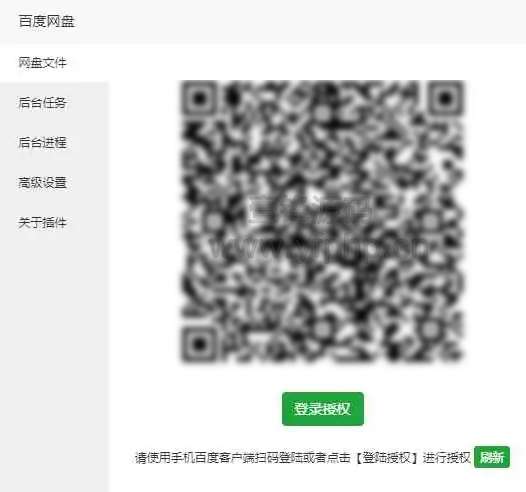 百度网盘
网盘文件
后台任务
后台进程
高级设置
关于插件
登录授权
请使用手机百度客户端扫码登陆或者点击【登陆授权】进行授权 刷新